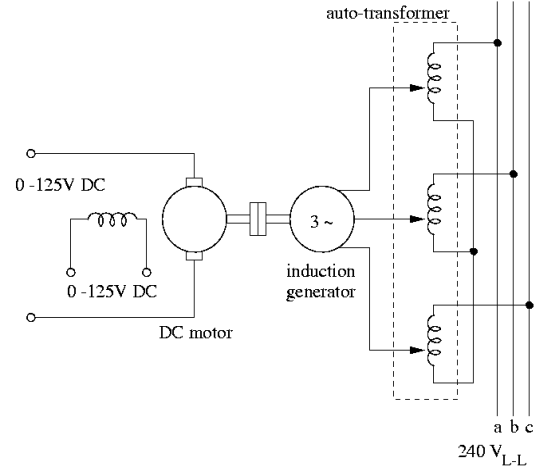 auto-transformer
0 -125V DC
3 ~
0 -125V DC
induction
generator
DC motor
a b c
240 V L-L